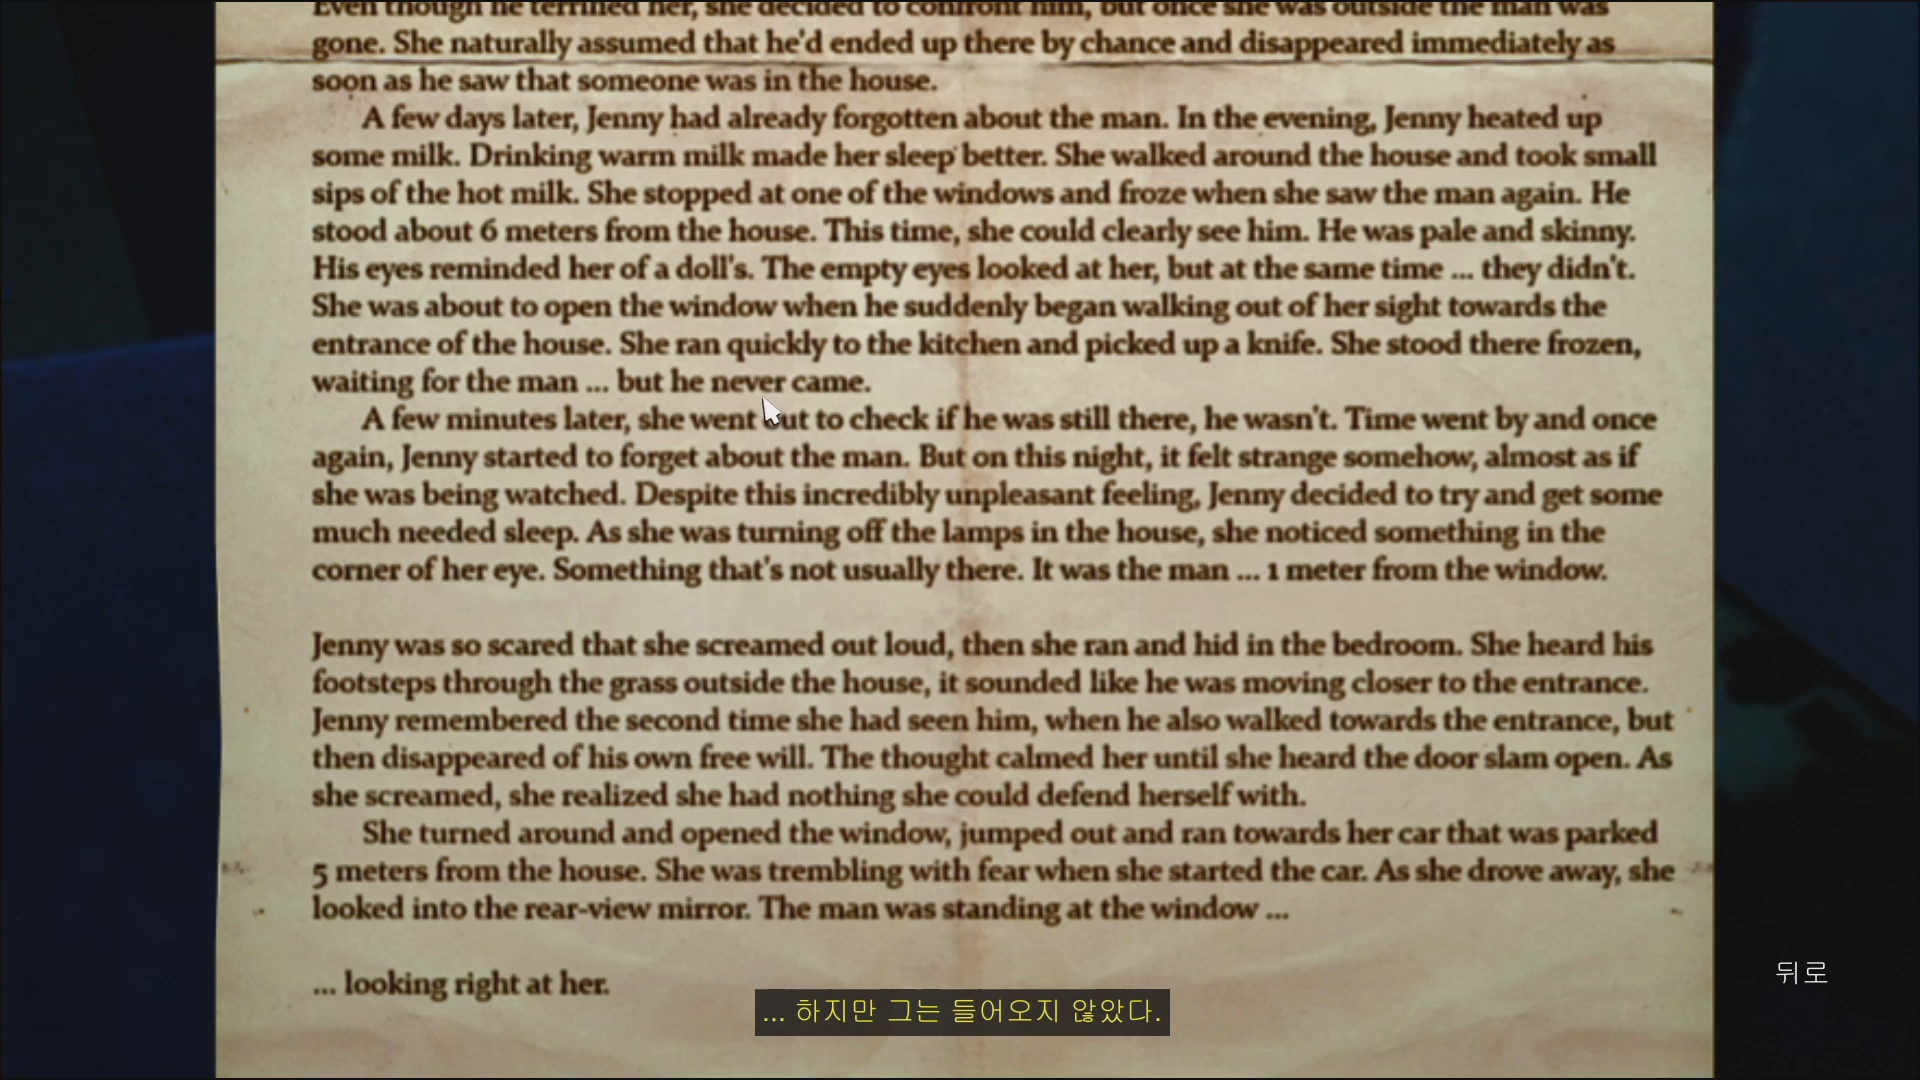 Even though he terrified her, she decided to confront him, but once she was outside the man was
gone. She naturally assumed that he'd ended up there by chance and disappeared immediately as
soon as he saw that someone was in the house.
A few days later, Jenny had already forgotten about the man. In the evening, Jenny heated up
some milk. Drinking warm milk made her sleep better. She walked around the house and took small
sips of the hot milk. She stopped at one of the windows and froze when she saw the man again. He
stood about 6 meters from the house. This time, she could clearly see him. He was pale and skinny.
His eyes reminded her of a doll's. The empty eyes looked at her, but at the same time ... they didn't.
She was about to open the window when he suddenly began walking out of her sight towards the
entrance of the house. She ran quickly to the kitchen and picked up a knife. She stood there frozen,
waiting for the man ... but he never came.
A few minutes later, she went out to check if he was still there, he wasn't. Time went by and once
again, Jenny started to forget about the man. But on this night, it felt strange somehow, almost as if
she was being watched. Despite this incredibly unpleasant feeling, Jenny decided to try and get some
much needed sleep. As she was turning off the lamps in the house, she noticed something in the
corner of her eye. Something that's not usually there. It was the man ... 1 meter from the window.
Jenny was so scared that she screamed out loud, then she ran and hid in the bedroom. She heard his
footsteps through the grass outside the house, it sounded like he was moving closer to the entrance.
Jenny remembered the second time she had seen him, when he also walked towards the entrance, but
then disappeared of his own free will. The thought calmed her until she heard the door slam open. As
she screamed, she realized she had nothing she could defend herself with.
She turned around and opened the window, jumped out and ran towards her car that was parked
5 meters from the house. She was trembling with fear when she started the car. As she drove away, she
looked into the rear-view mirror. The man was standing at the window ...
... looking right at her.
... 하지만 그는 들어오지 않았다.
뒤로